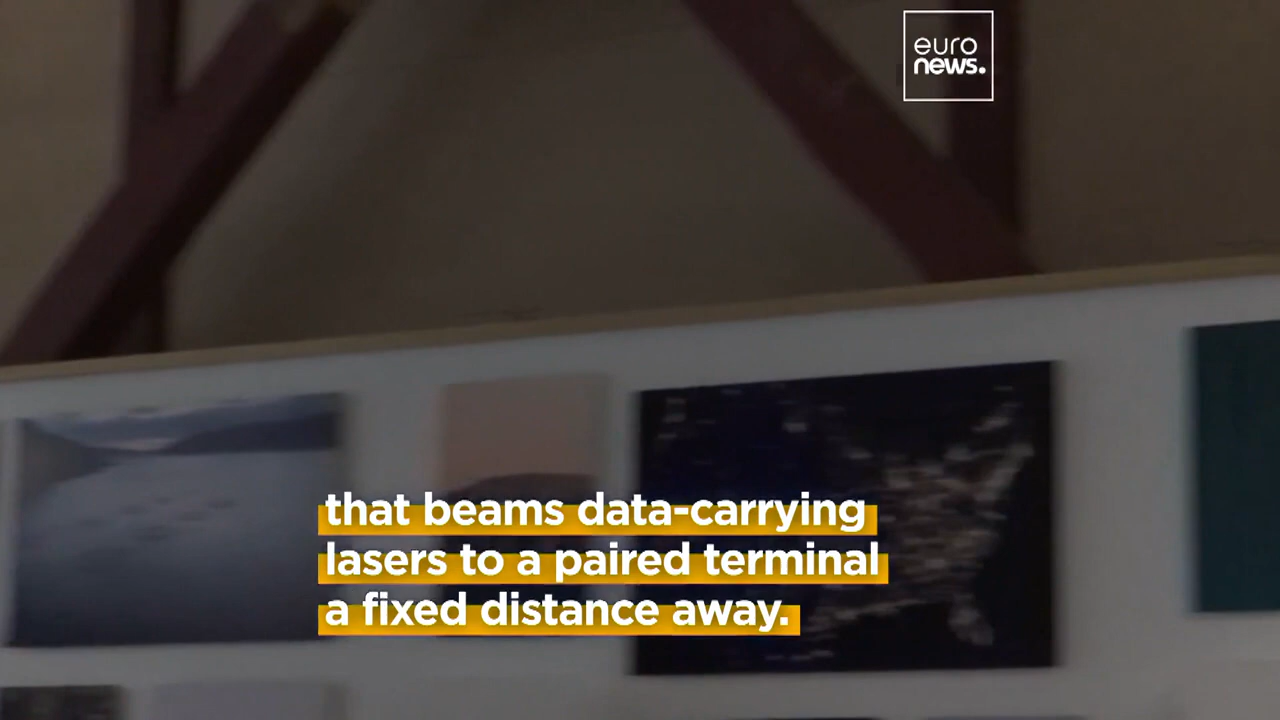 euro
news.
that beams data-carrying
lasers to a paired terminal
a fixed distance away.